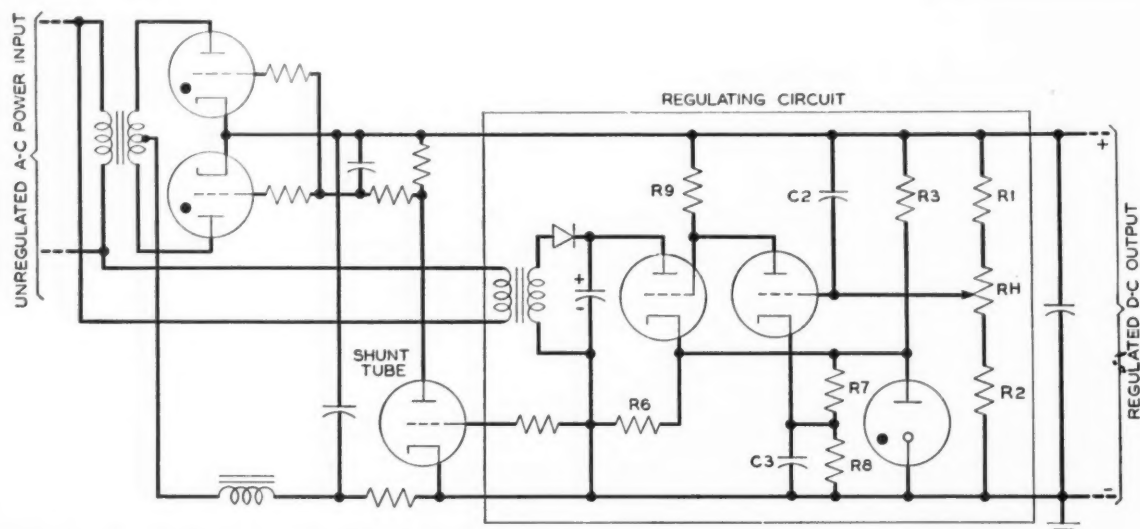 UNREGULATED A-C POWER INPUT
REGULATING CIRCUIT
+
R9
C2
R3
R1
RH
+
-
SHUNT
TUBE
R6
R7
R2
C3
R8
-
REGULATED D-C OUTPUT